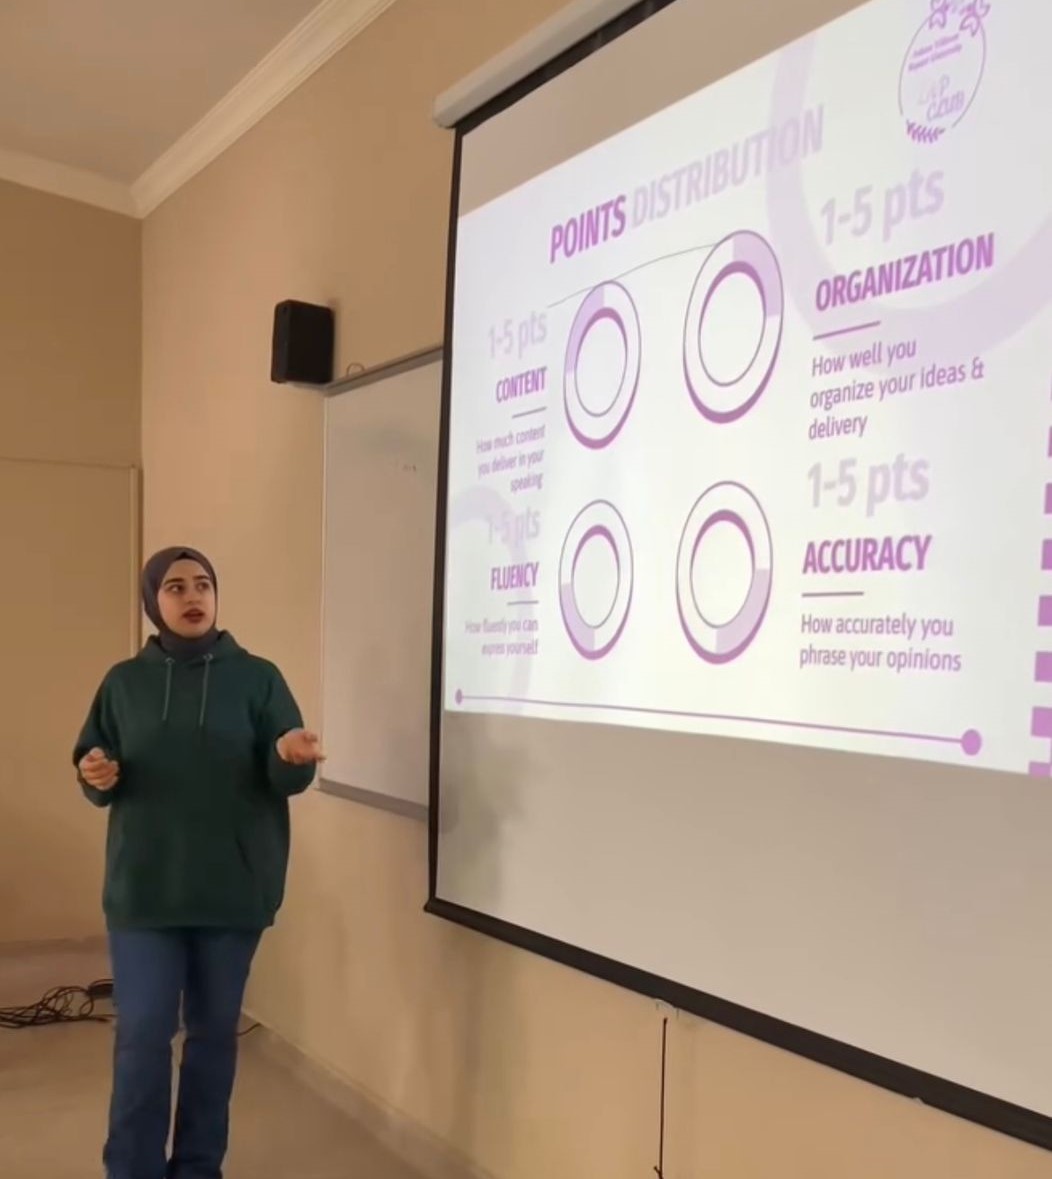 POINTS DISTRIBUTION
1-5 pts
CONTENT
How much content
you deliver in your
speaking
1-5 pts
FLUENCY
How fluently you can
express yourself
1-5 pts
ORGANIZATION
How well you
organize your ideas &
delivery
1-5 pts
ACCURACY
How accurately you
phrase your opinions
University
CLUB